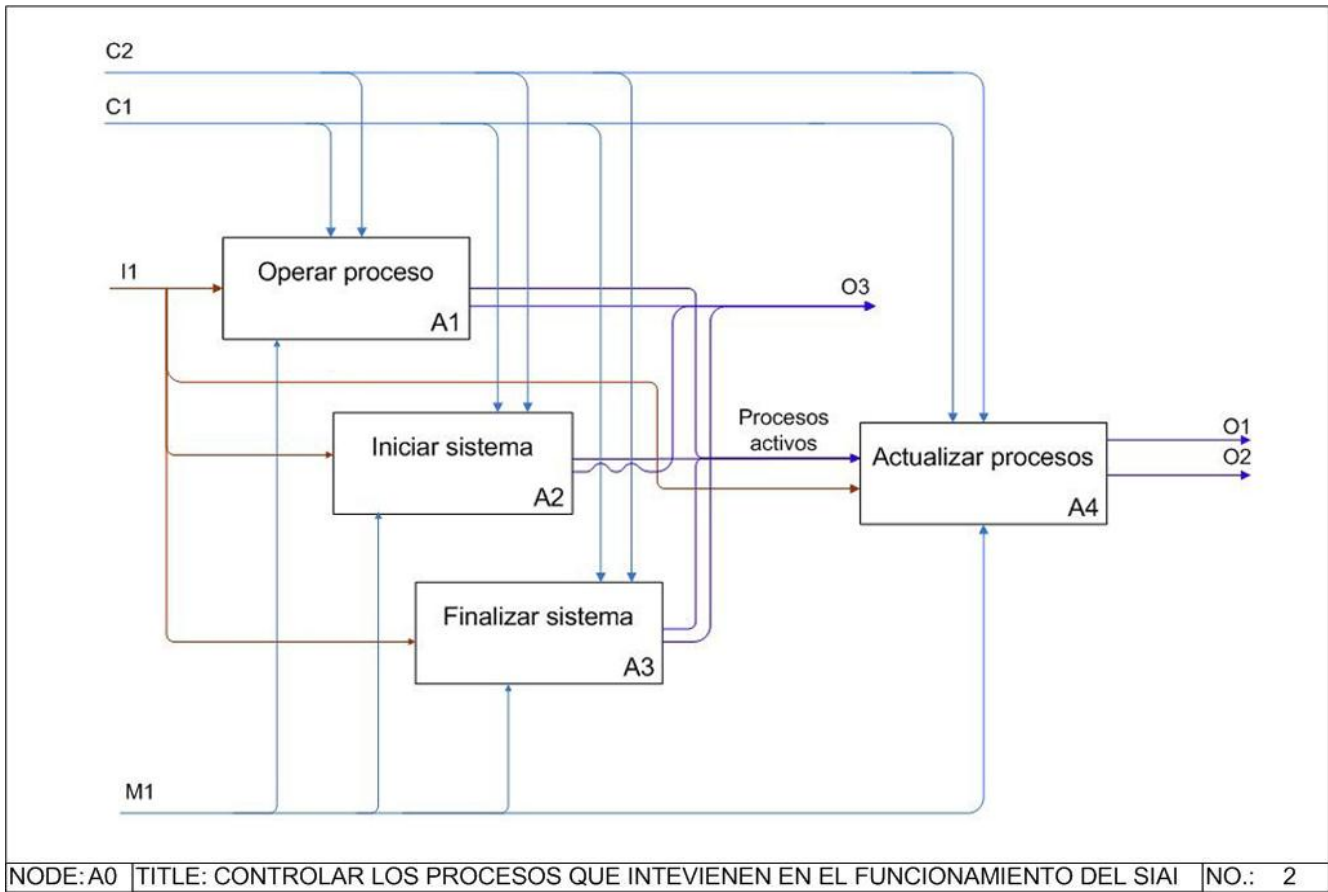 C2
C1
I1
Operar proceso
A1
O3
Iniciar sistema
A2
Procesos
activos
Actualizar procesos
A4
O1
O2
Finalizar sistema
A3
M1
NODE: A0 TITLE: CONTROLAR LOS PROCESOS QUE INTEVIENEN EN EL FUNCIONAMIENTO DEL SIAI NO.: 2